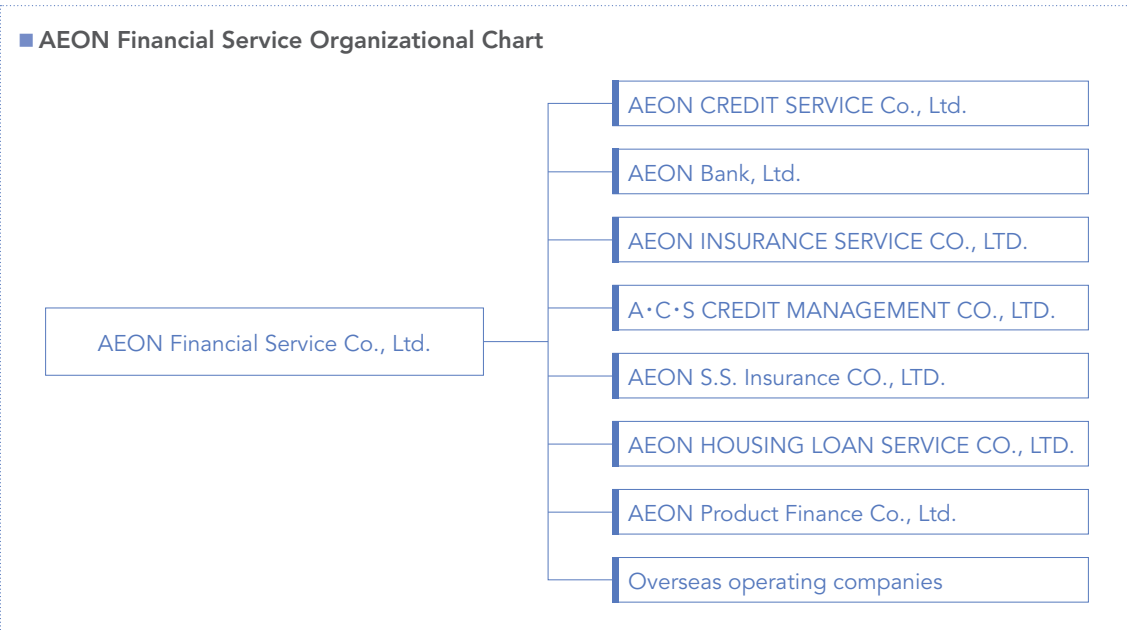 AEON Financial Service Organizational Chart
AEON CREDIT SERVICE Co., Ltd.
AEON Bank, Ltd.
AEON INSURANCE SERVICE CO., LTD.
A・C・S CREDIT MANAGEMENT CO., LTD.
AEON Financial Service Co., Ltd.
AEON S.S. Insurance CO., LTD.
AEON HOUSING LOAN SERVICE CO., LTD.
AEON Product Finance Co., Ltd.
Overseas operating companies